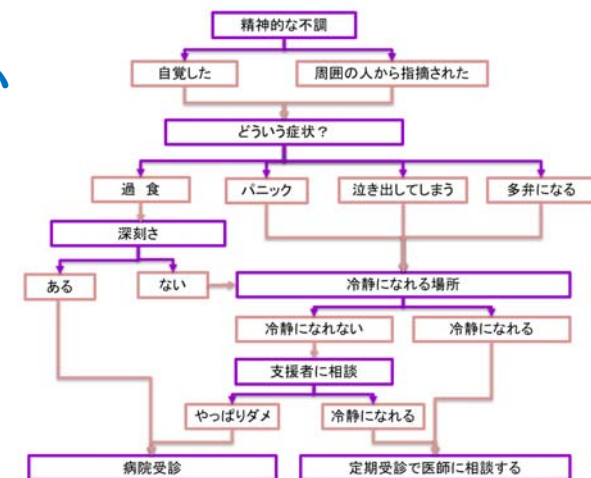 精神的な不調
自覚した
周囲の人から指摘された
どういう症状？
過 食
パニック
泣き出してしまう
多弁になる
深刻さ
ある
ない
冷静になれる場所
冷静になれない
冷静になれる
支援者に相談
やっぱりダメ
冷静になれる
病院受診
定期受診で医師に相談する